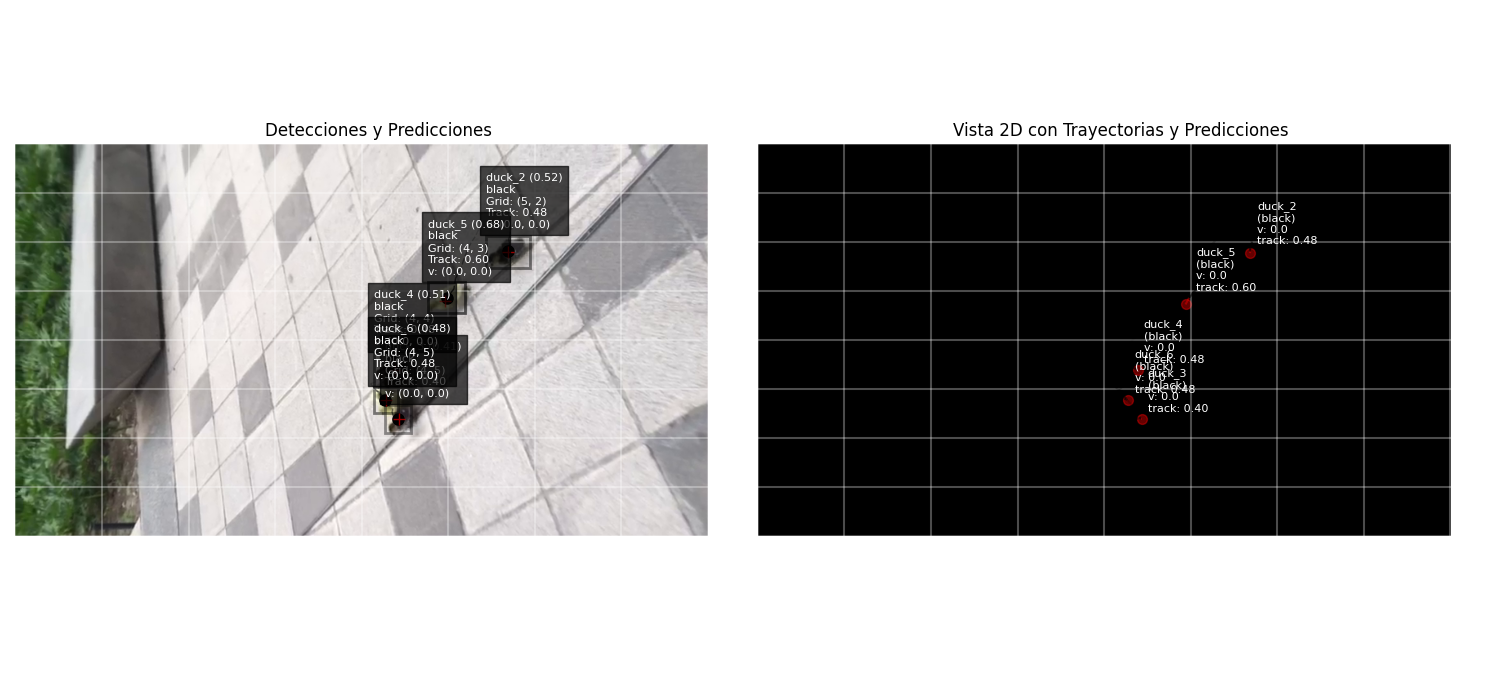 Detecciones y Predicciones
duck_2 (0.52)
black
Grid: (5, 2)
Track: 0.48
0.0, 0.0)
duck_5 (0.68)
black
Grid: (4, 3)
Track: 0.60
v: (0.0, 0.0)
duck_4 (0.51)
black
Grid: (4, 4)
duck_6 (0.48)
black
Grid: (4, 5)
Track: 0.48
v: (0.0, 0.0)
Track: 0.40
v: (0.0, 0.0)
Vista 2D con Trayectorias y Predicciones
duck_2
(black)
v: 0.0
track: 0.48
duck_5
(black)
v: 0.0
track: 0.60
duck_4
(black)
v: 0.0
track: 0.48
duck_6
(black)
v: 0.0
track: 0.48
duck_3
(black)
v: 0.0
track: 0.40